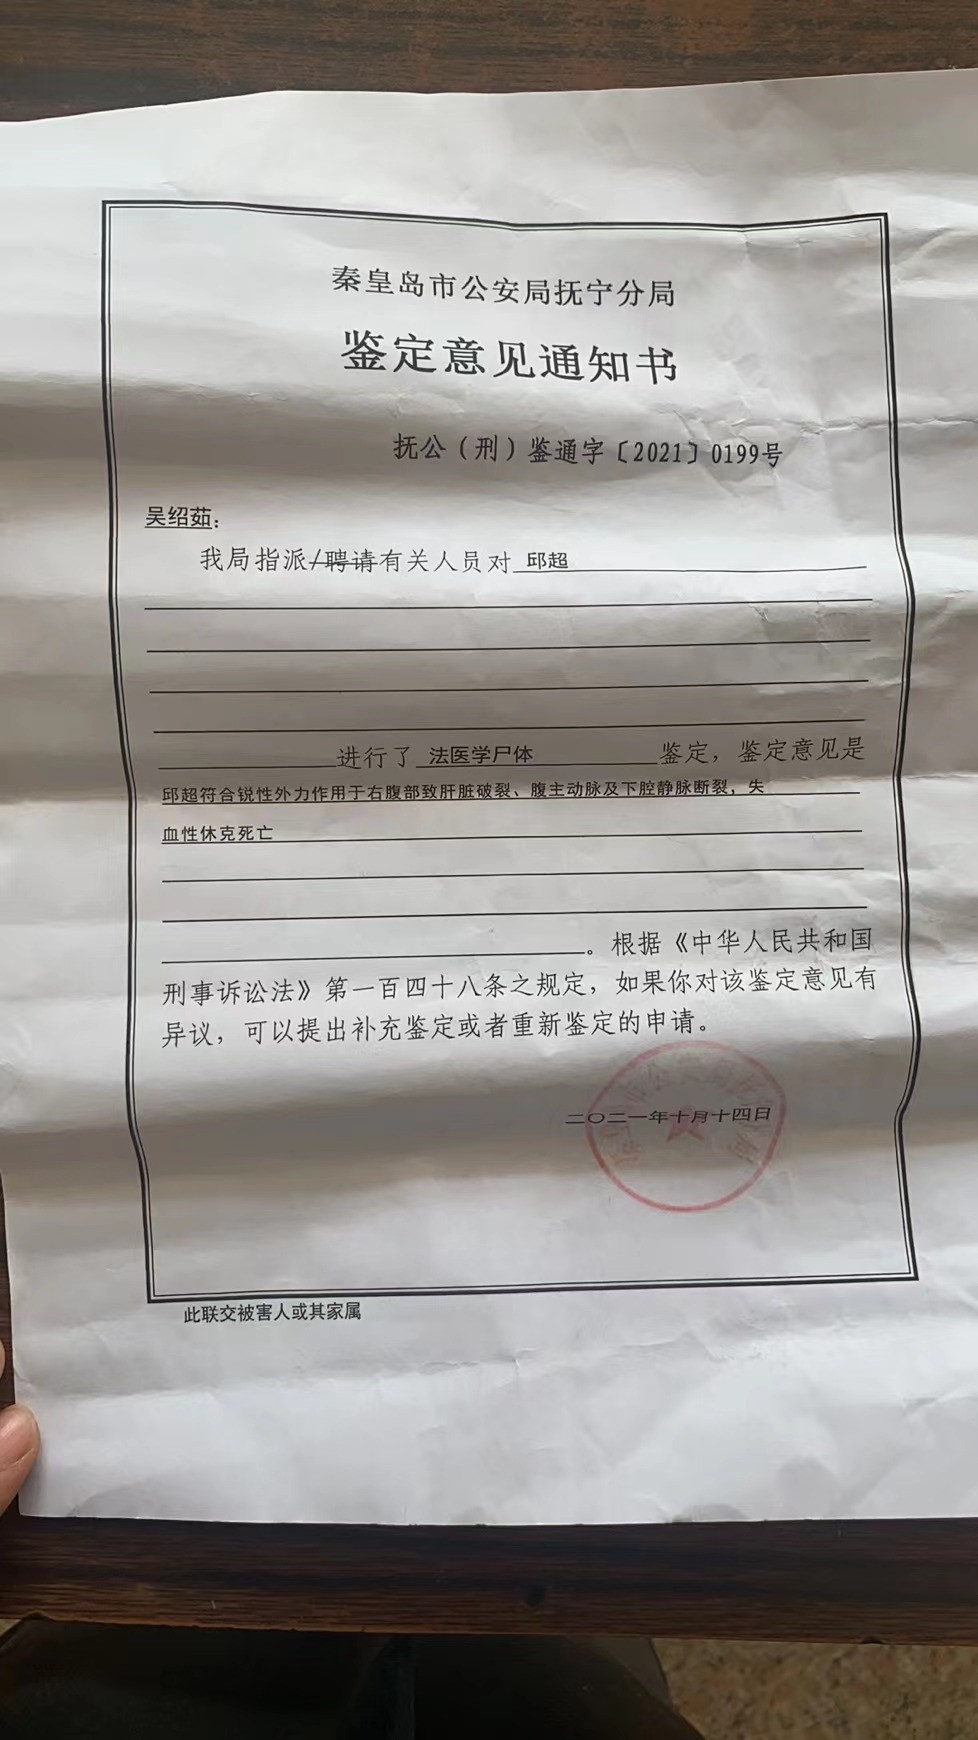 秦皇岛市公安局抚宁分局
鉴定意见通知书
抚公（刑）鉴通字〔2021〕0199号
吴绍茹：
我局指派/聘请有关人员对 邱超
进行了 法医学尸体 鉴定，鉴定意见是
邱超符合锐性外力作用于右腹部致肝脏破裂、腹主动脉及下腔静脉断裂，失
血性休克死亡
。根据《中华人民共和国
刑事诉讼法》第一百四十八条之规定，如果你对该鉴定意见有
异议，可以提出补充鉴定或者重新鉴定的申请。
二〇二一年十月十四日
此联交被害人或其家属